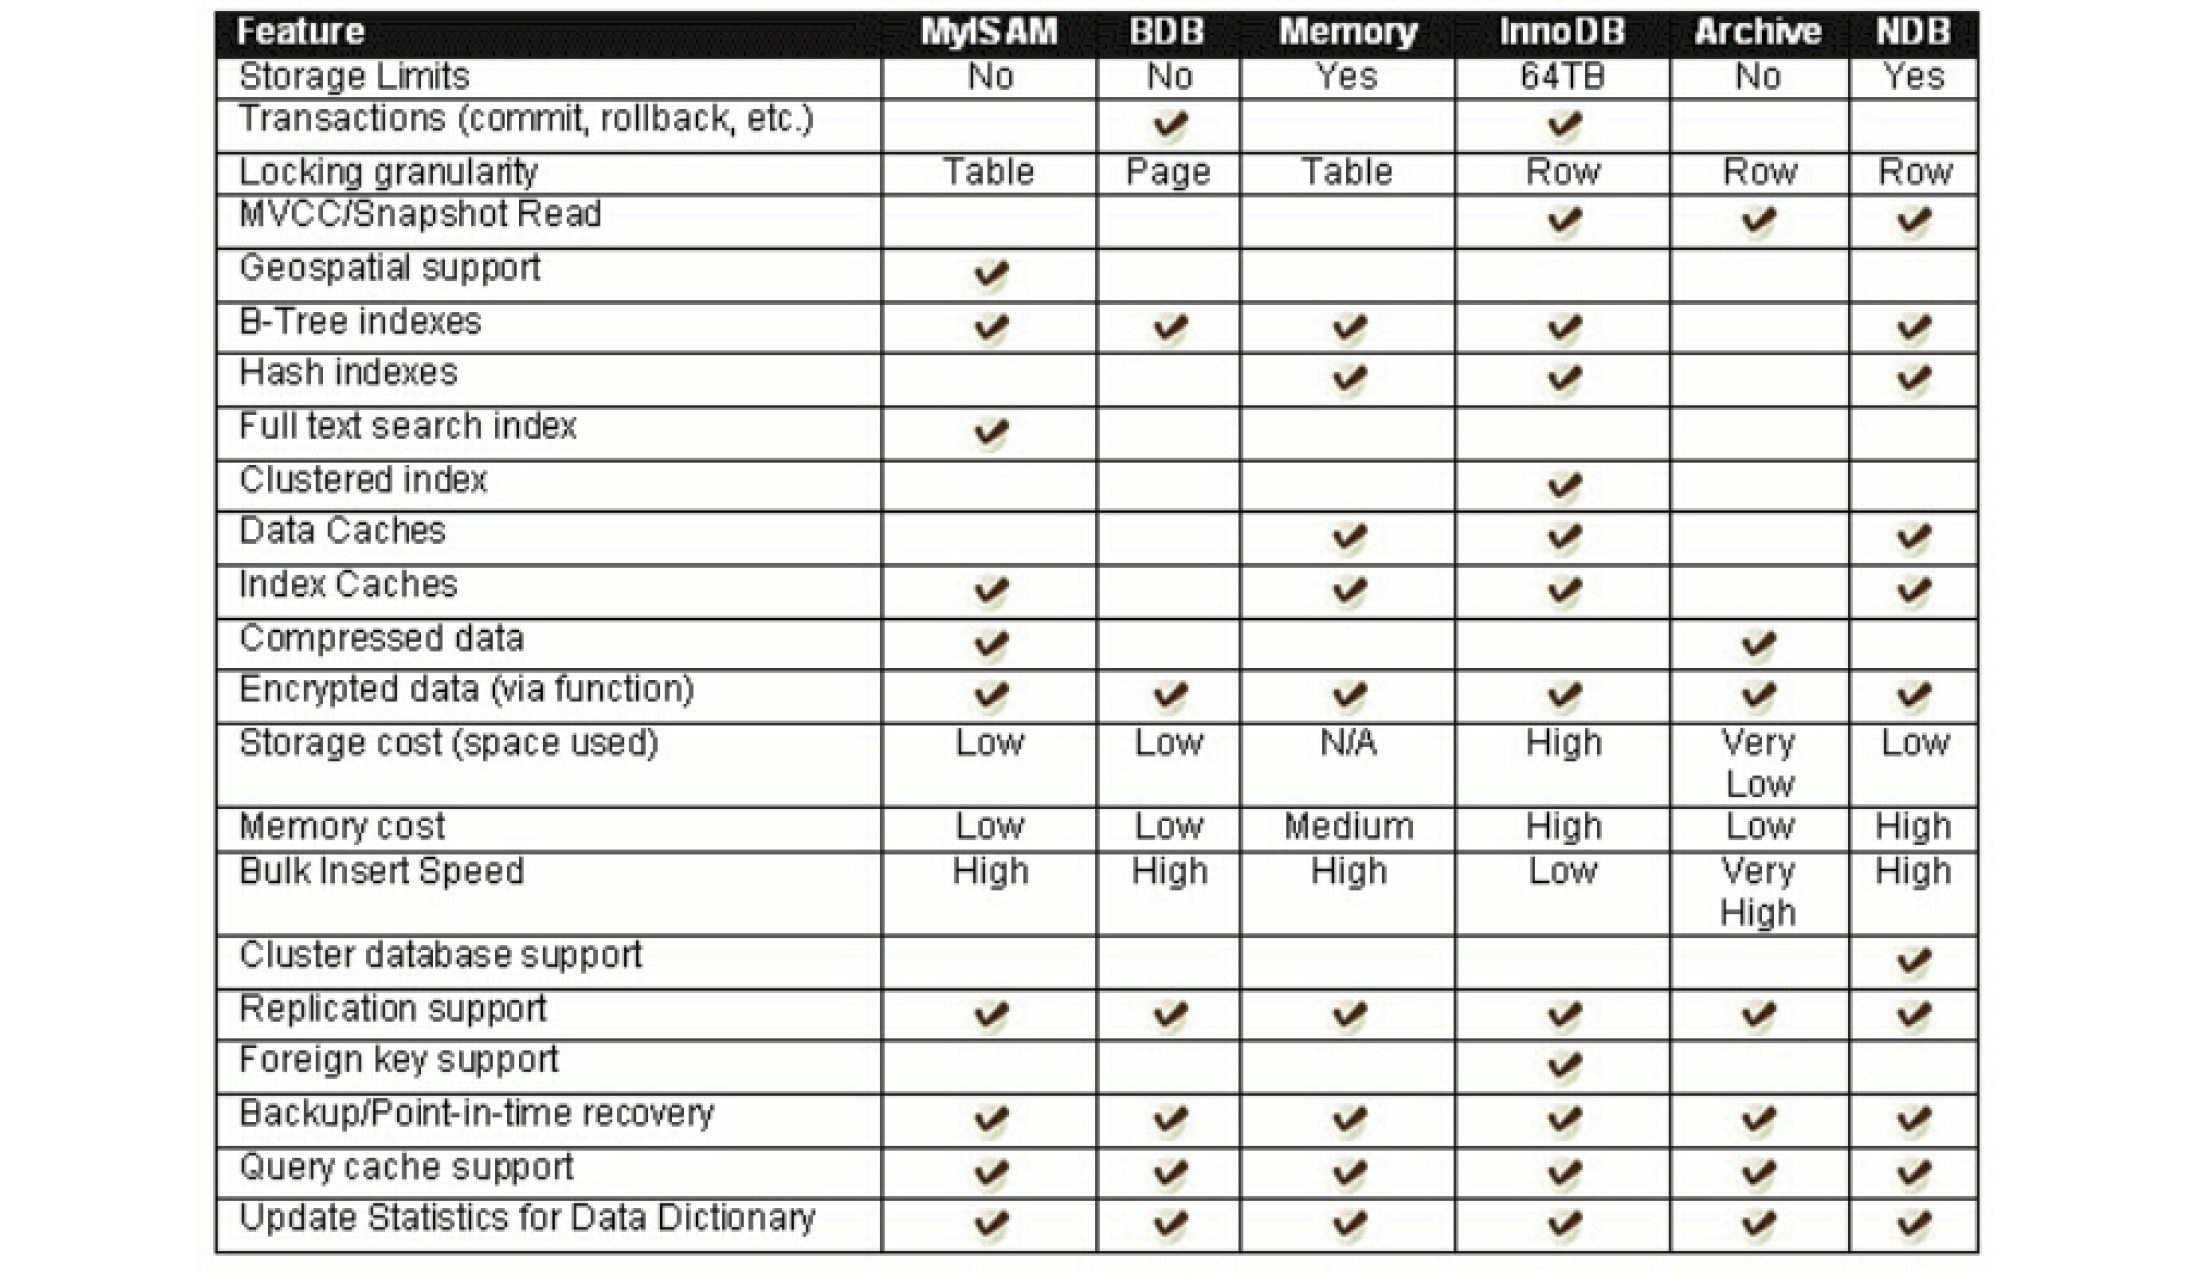 Feature MyISAM BDB Memory InnoDB Archive NDB
Storage Limits No No Yes 64TB No Yes
Transactions (commit, rollback, etc.) ✔ ✔
Locking granularity Table Page Table Row Row Row
MVCC/Snapshot Read ✔ ✔ ✔
Geospatial support ✔
B-Tree indexes ✔ ✔ ✔ ✔ ✔
Hash indexes ✔ ✔ ✔
Full text search index ✔
Clustered index ✔
Data Caches ✔ ✔ ✔
Index Caches ✔ ✔ ✔ ✔
Compressed data ✔ ✔
Encrypted data (via function) ✔ ✔ ✔ ✔ ✔ ✔
Storage cost (space used) Low Low N/A High Very Low
Low
Memory cost Low Low Medium High Low High
Bulk Insert Speed High High High Low Very High
High
Cluster database support ✔
Replication support ✔ ✔ ✔ ✔ ✔ ✔
Foreign key support ✔
Backup/Point-in-time recovery ✔ ✔ ✔ ✔ ✔ ✔
Query cache support ✔ ✔ ✔ ✔ ✔ ✔
Update Statistics for Data Dictionary ✔ ✔ ✔ ✔ ✔ ✔